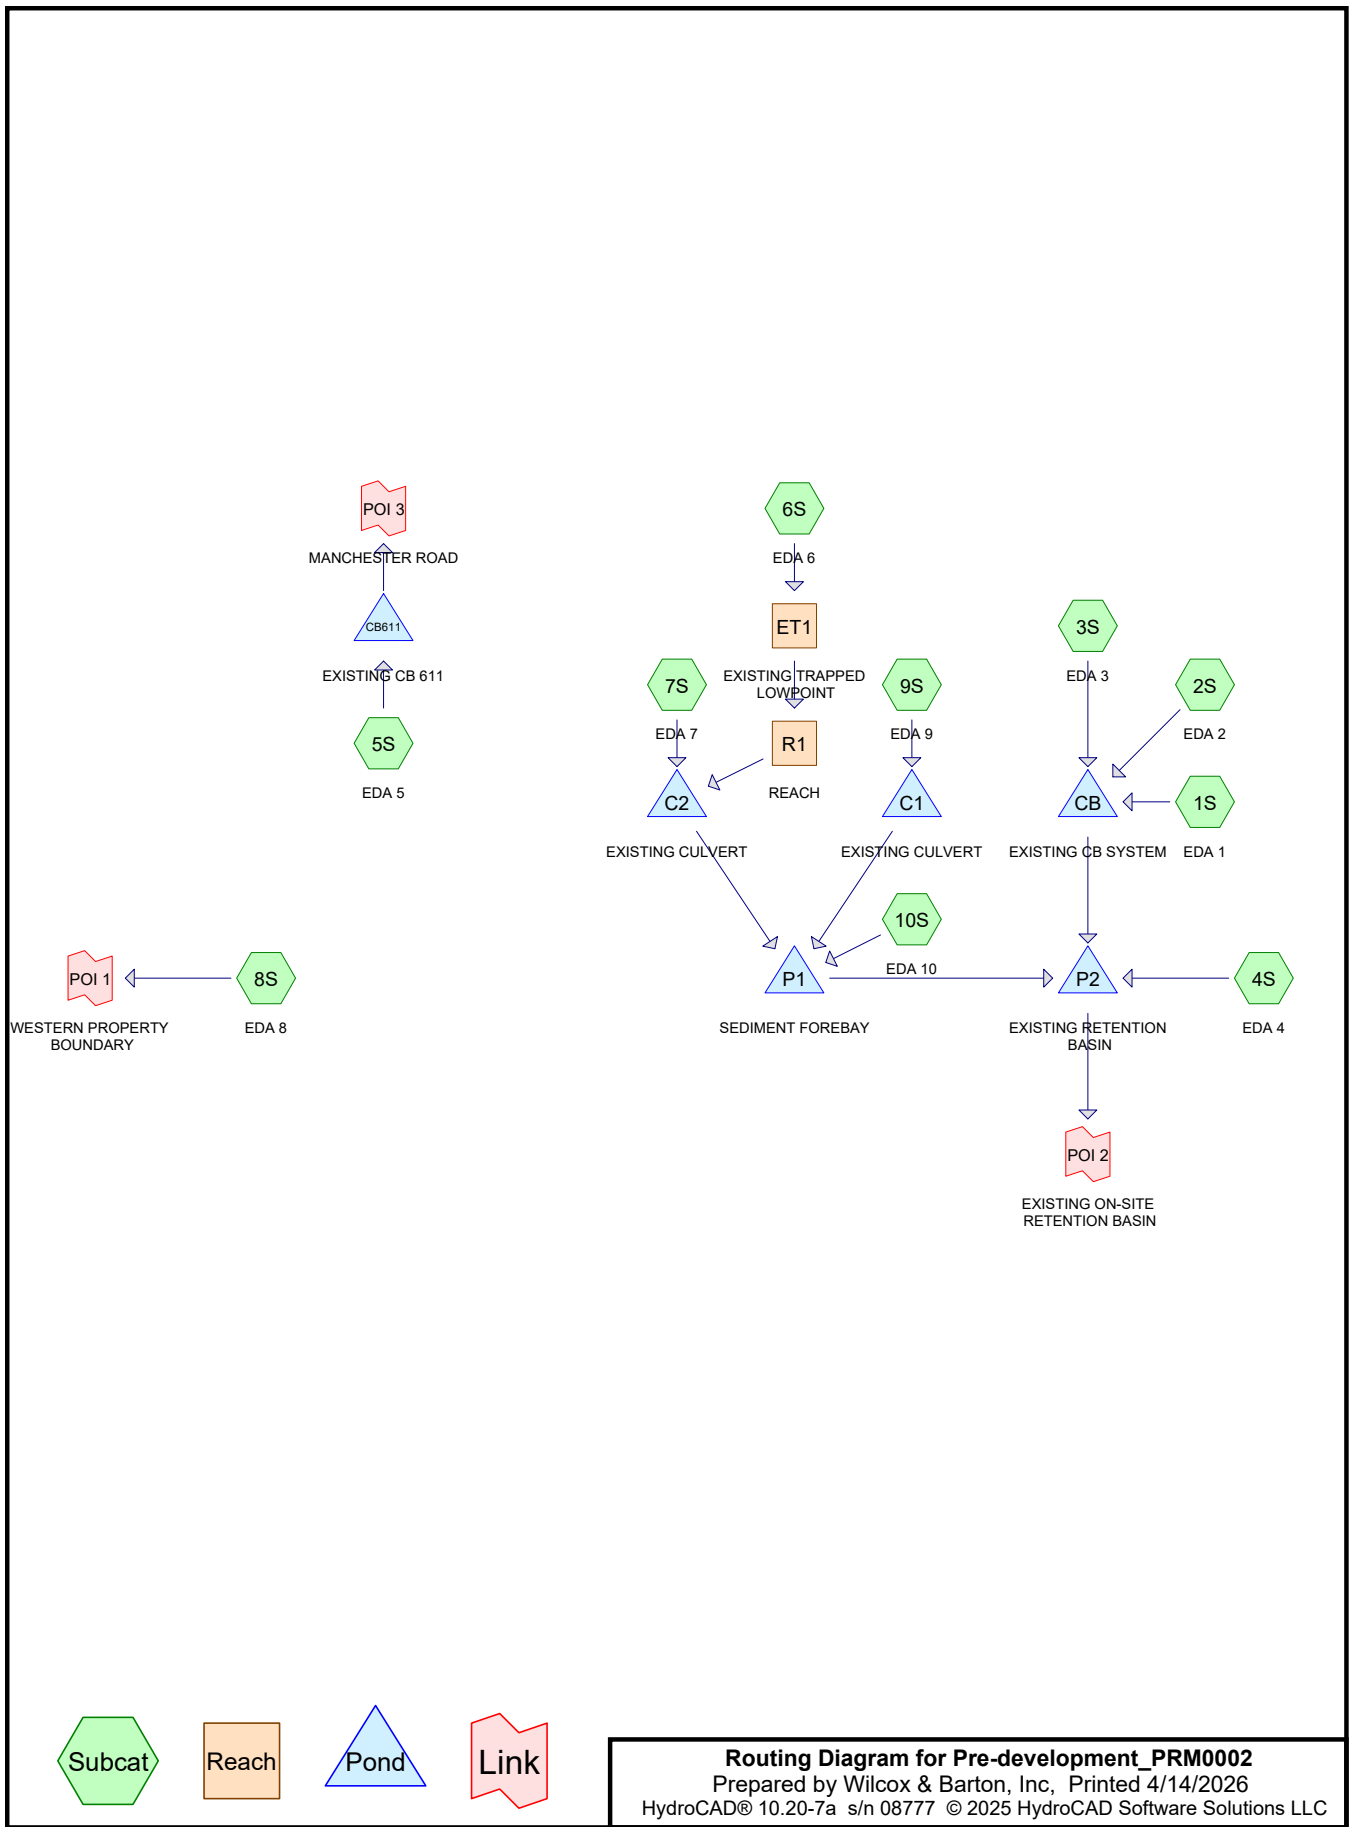 POI 3
MANCHESTER ROAD
CB611
EXISTING CB 611
5S
EDA 5
6S
EDA 6
ET1
EXISTING TRAPPED
LOWPOINT
7S
EDA 7
R1
REACH
9S
EDA 9
3S
EDA 3
2S
EDA 2
C2
EXISTING CULVERT
C1
EXISTING CULVERT
CB
EXISTING CB SYSTEM
1S
EDA 1
10S
EDA 10
POI 1
WESTERN PROPERTY
BOUNDARY
8S
EDA 8
P1
SEDIMENT FOREBAY
P2
EXISTING RETENTION
BASIN
4S
EDA 4
POI 2
EXISTING ON-SITE
RETENTION BASIN
Subcat
Reach
Pond
Link
Routing Diagram for Pre-development_PRM0002
Prepared by Wilcox & Barton, Inc, Printed 4/14/2026
HydroCAD® 10.20-7a s/n 08777 © 2025 HydroCAD Software Solutions LLC